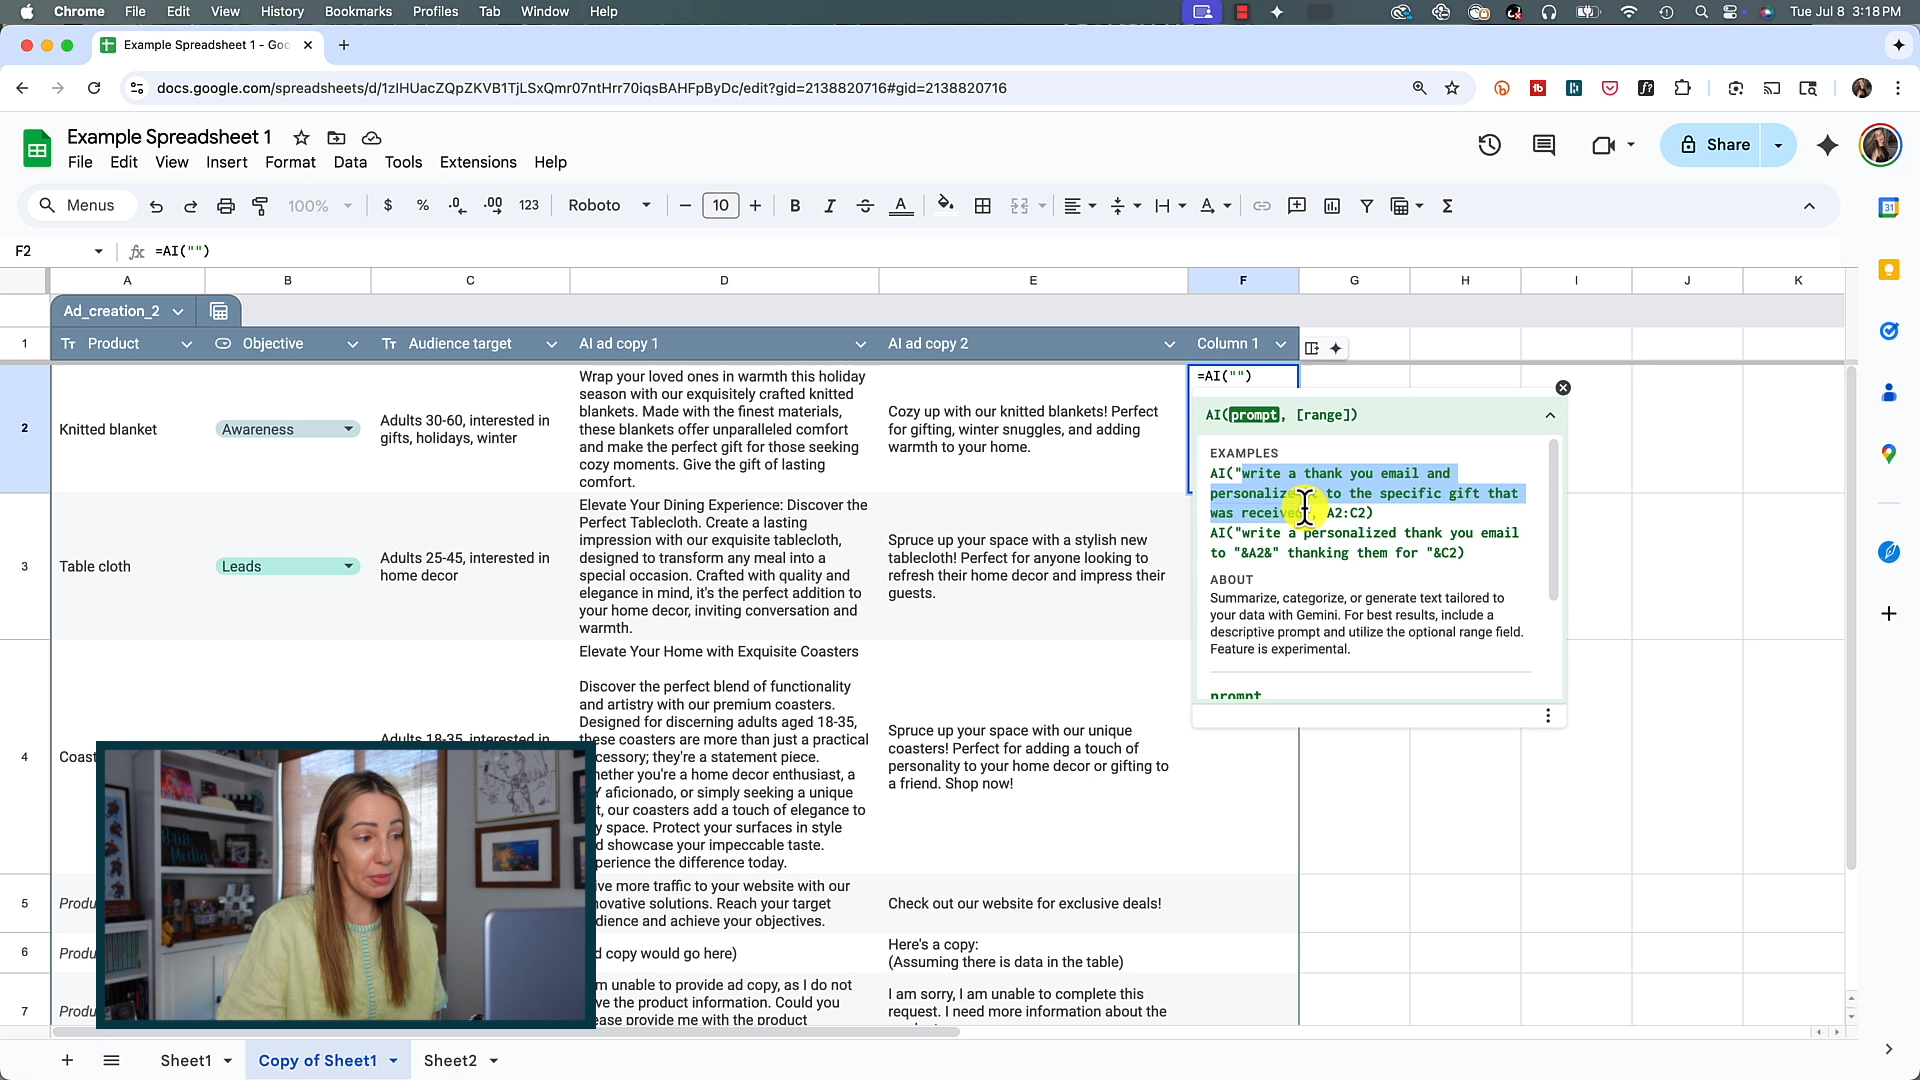 Chrome File Edit View History Bookmarks Profiles Tab Window Help Tue Jul 8 3:18 PM
Example Spreadsheet 1 - Goo
docs.google.com/spreadsheets/d/1zIHUacZQpZKVB1TjLSxQmr07ntHrr70iqsBAHFpByDc/edit?gid=2138820716#gid=2138820716
Example Spreadsheet 1
File Edit View Insert Format Data Tools Extensions Help
Share
Menus 100% $ % .0 .00 123 Roboto 10 B I
F2 =AI("")
A B C D E F G H I J K
Ad_creation_2
1 Product Objective Audience target AI ad copy 1 AI ad copy 2 Column 1
2
Knitted blanket
Awareness
Adults 30-60, interested in
gifts, holidays, winter
Wrap your loved ones in warmth this holiday
season with our exquisitely crafted knitted
blankets. Made with the finest materials,
these blankets offer unparalleled comfort
and make the perfect gift for those seeking
cozy moments. Give the gift of lasting
comfort.
Cozy up with our knitted blankets! Perfect
for gifting, winter snuggles, and adding
warmth to your home.
=AI("")
AI(prompt, [range])
EXAMPLES
AI("write a thank you email and
personalize to the specific gift that
was received A2:C2)
AI("write a personalized thank you email
to "&A2&" thanking them for "&C2)
ABOUT
Summarize, categorize, or generate text tailored to
your data with Gemini. For best results, include a
descriptive prompt and utilize the optional range field.
Feature is experimental.
prompt
3
Table cloth
Leads
Adults 25-45, interested in
home decor
Elevate Your Dining Experience: Discover the
Perfect Tablecloth. Create a lasting
impression with our exquisite tablecloth,
designed to transform any meal into a
special occasion. Crafted with quality and
elegance in mind, it's the perfect addition to
your home decor, inviting conversation and
warmth.
Spruce up your space with a stylish new
tablecloth! Perfect for anyone looking to
refresh their home decor and impress their
guests.
4
Coast
Adults 18-35, interested in
Elevate Your Home with Exquisite Coasters
Discover the perfect blend of functionality
and artistry with our premium coasters.
Designed for discerning adults aged 18-35,
these coasters are more than just a practical
cessory; they're a statement piece.
hether you're a home decor enthusiast, a
Y aficionado, or simply seeking a unique
t, our coasters add a touch of elegance to
y space. Protect your surfaces in style
d showcase your impeccable taste.
perience the difference today.
Spruce up your space with our unique
coasters! Perfect for adding a touch of
personality to your home decor or gifting to
a friend. Shop now!
5
Produ
ive more traffic to your website with our
novative solutions. Reach your target
dience and achieve your objectives.
Check out our website for exclusive deals!
6
Produ
d copy would go here)
Here's a copy:
(Assuming there is data in the table)
7
Produ
m unable to provide ad copy, as I do not
ve the product information. Could you
ease provide me with the product
I am sorry, I am unable to complete this
request. I need more information about the
Sheet1 Copy of Sheet1 Sheet2